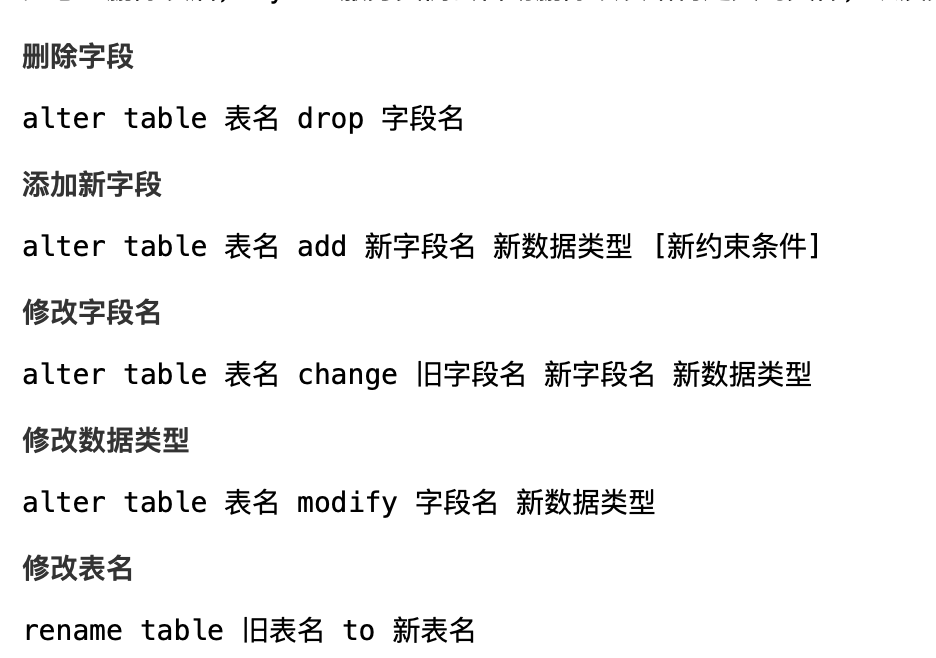 删除字段
alter table 表名 drop 字段名
添加新字段
alter table 表名 add 新字段名 新数据类型 [新约束条件]
修改字段名
alter table 表名 change 旧字段名 新字段名 新数据类型
修改数据类型
alter table 表名 modify 字段名 新数据类型
修改表名
rename table 旧表名 to 新表名